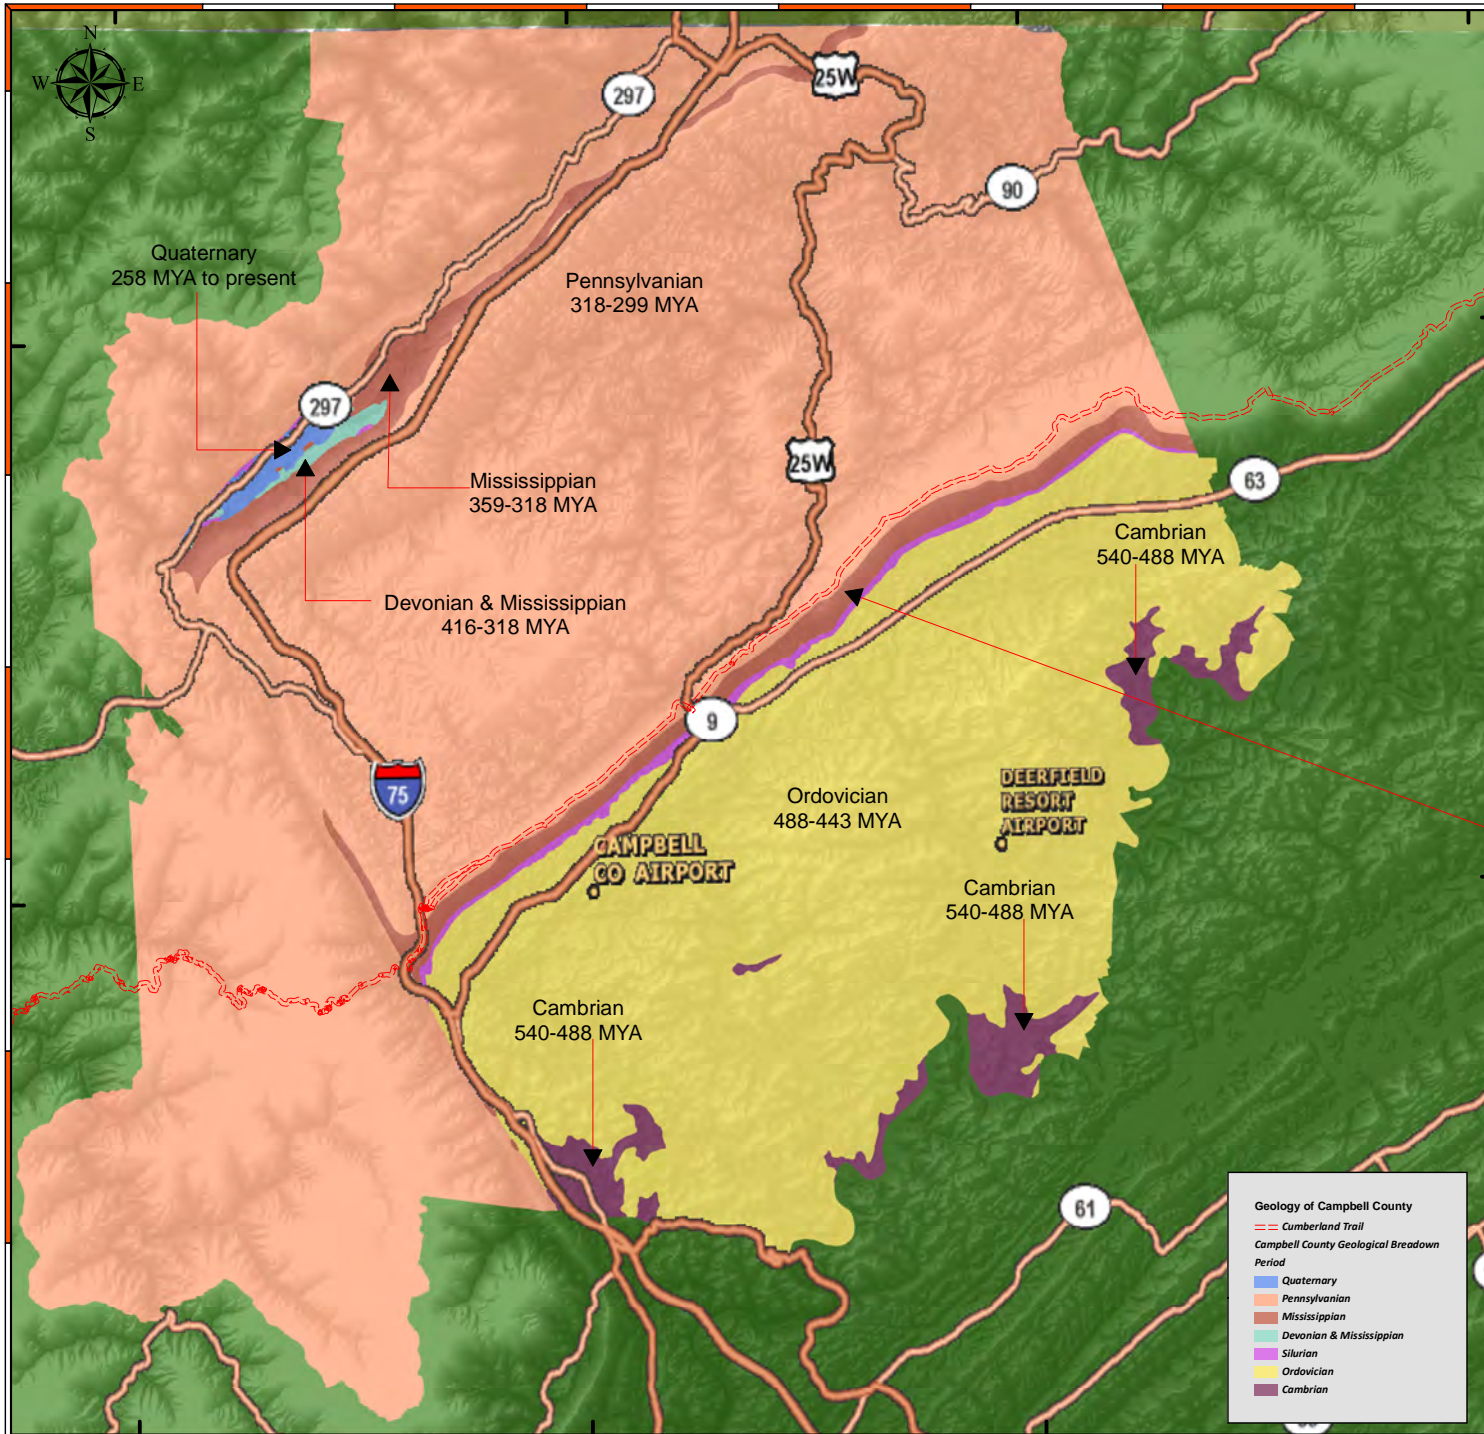 N
W E
S
297
25W
90
Quaternary
258 MYA to present
Pennsylvanian
318-299 MYA
297
25W
Mississippian
359-318 MYA
63
Cambrian
540-488 MYA
Devonian & Mississippian
416-318 MYA
9
75
DEERFIELD
RESORT
AIRPORT
Ordovician
488-443 MYA
CAMPBELL
CO AIRPORT
Cambrian
540-488 MYA
Cambrian
540-488 MYA
61
Geology of Campbell County
Cumberland Trail
Campbell County Geological Breadown
Period
Quaternary
Pennsylvanian
Mississippian
Devonian & Mississippian
Silurian
Ordovician
Cambrian